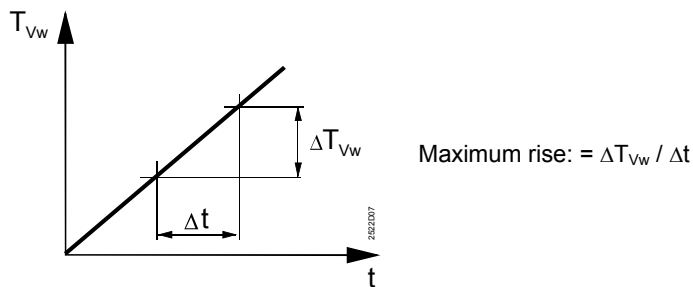 T_Vw
ΔT_Vw
Maximum rise: = ΔT_Vw / Δt
Δt
2522D07
t